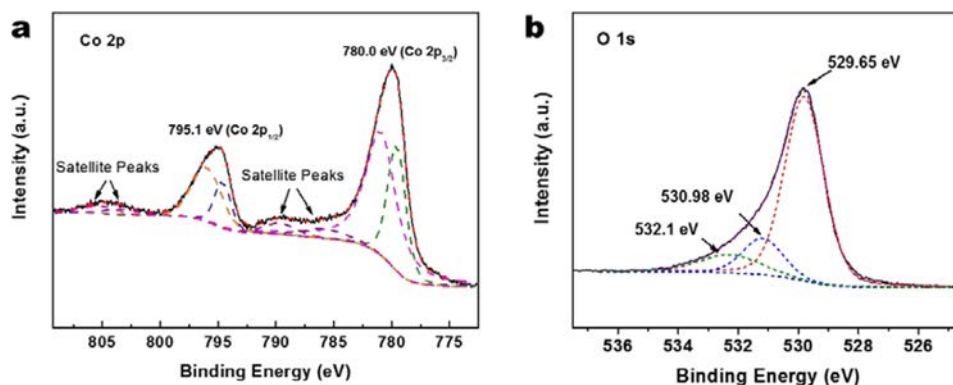 a
Co 2p
780.0 eV (Co 2p3/2)
795.1 eV (Co 2p1/2)
Satellite Peaks
Satellite Peaks
Intensity (a.u.)
805 800 795 790 785 780 775
Binding Energy (eV)
b
O 1s
529.65 eV
530.98 eV
532.1 eV
Intensity (a.u.)
536 534 532 530 528 526
Binding Energy (eV)